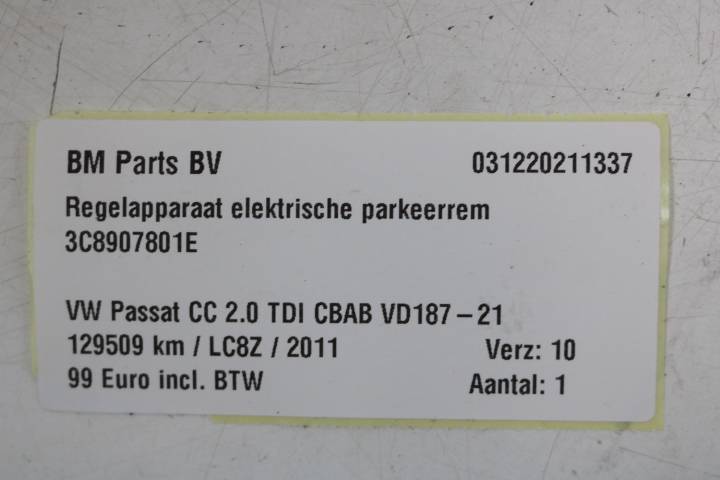 BM Parts BV 031220211337
Regelapparaat elektrische parkeerrem
3C8907801E
VW Passat CC 2.0 TDI CBAB VD187-21
129509 km / LC8Z / 2011 Verz: 10
99 Euro incl. BTW Aantal: 1